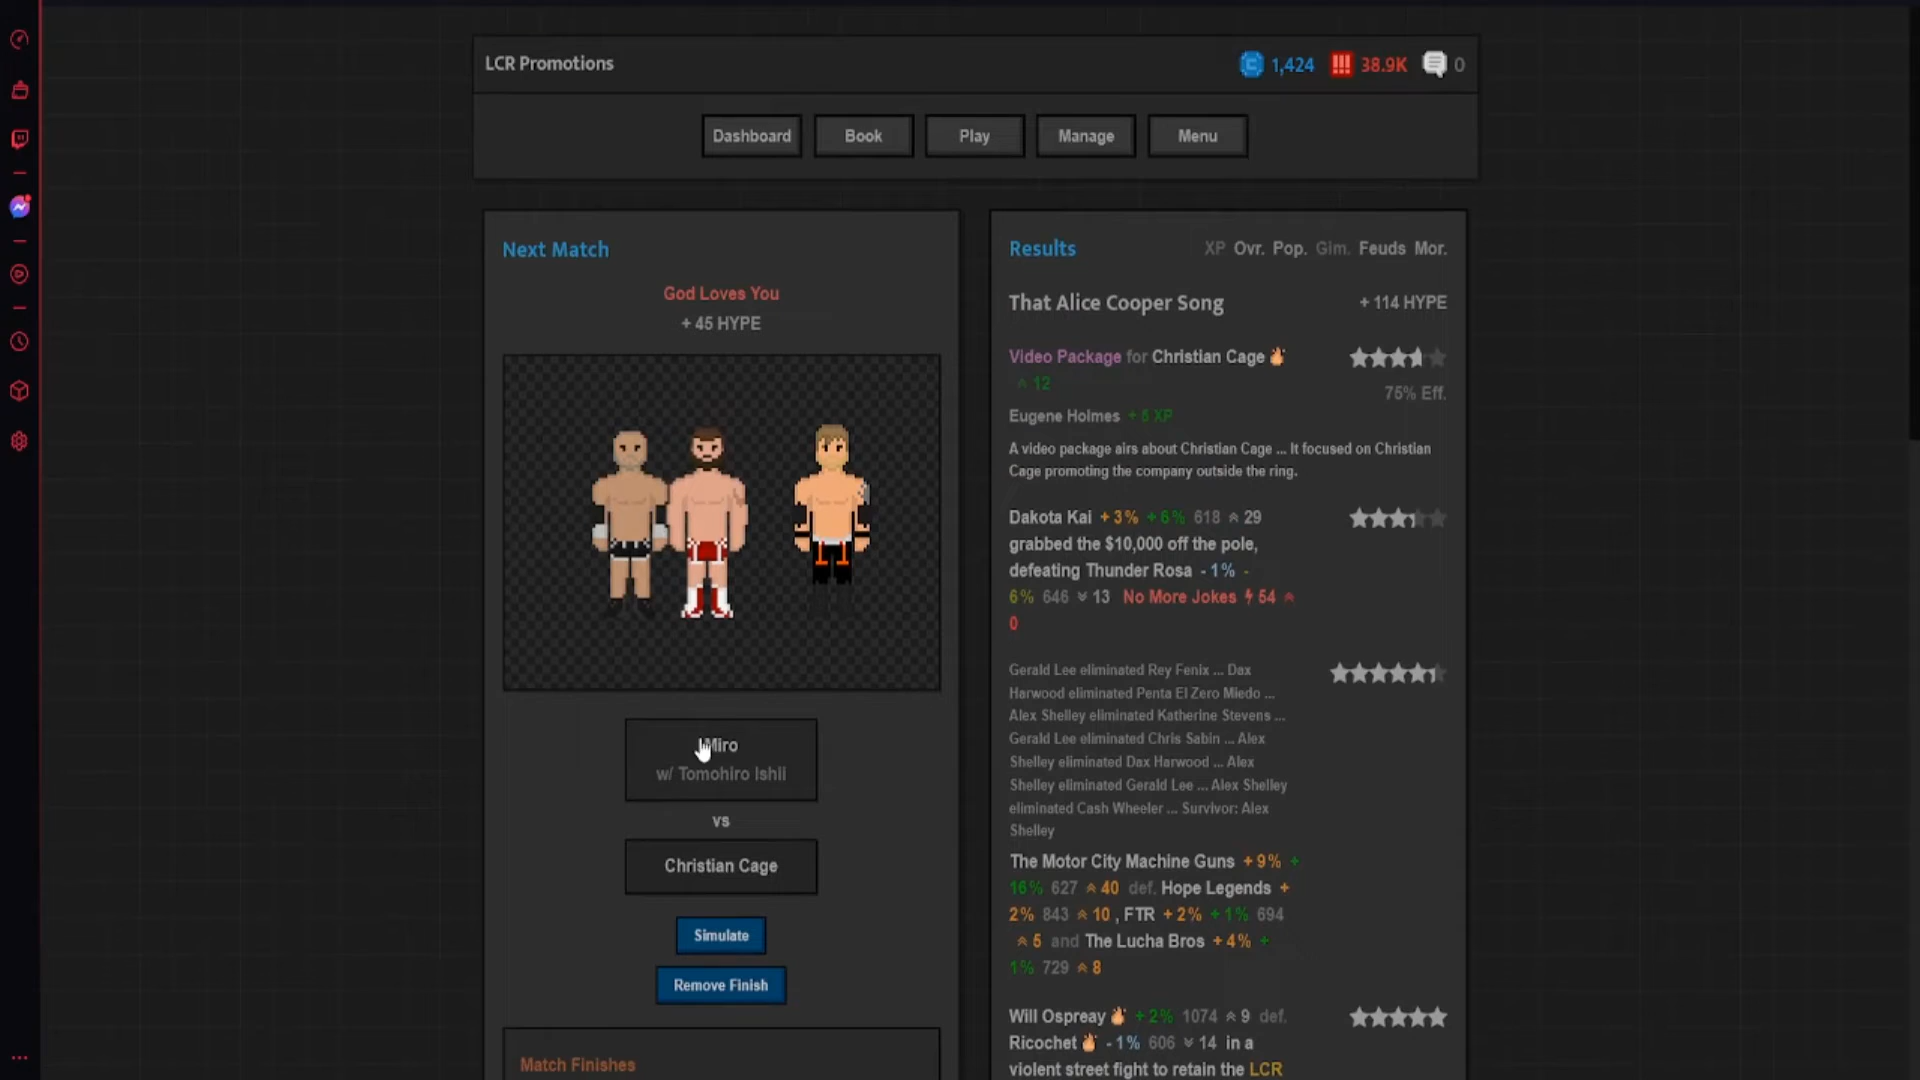 LCR Promotions
1,424
38.9K
0
Dashboard
Book
Play
Manage
Menu
Next Match
God Loves You
+ 45 HYPE
Miro
w/ Tomohiro Ishii
vs
Christian Cage
Simulate
Remove Finish
Match Finishes
Results
XP Ovr. Pop. Gim. Feuds Mor.
That Alice Cooper Song
+ 114 HYPE
Video Package for Christian Cage
12
75% Eff.
Eugene Holmes + 5 XP
A video package airs about Christian Cage ... It focused on Christian
Cage promoting the company outside the ring.
Dakota Kai + 3% + 6% 618 29
grabbed the $10,000 off the pole,
defeating Thunder Rosa - 1% -
6% 646 13 No More Jokes 54
0
Gerald Lee eliminated Rey Fenix ... Dax
Harwood eliminated Penta El Zero Miedo ...
Alex Shelley eliminated Katherine Stevens ...
Gerald Lee eliminated Chris Sabin ... Alex
Shelley eliminated Dax Harwood ... Alex
Shelley eliminated Gerald Lee ... Alex Shelley
eliminated Cash Wheeler ... Survivor: Alex
Shelley
The Motor City Machine Guns + 9% +
16% 627 40 def. Hope Legends +
2% 843 10 , FTR + 2% + 1% 694
5 and The Lucha Bros + 4% +
1% 729 8
Will Ospreay + 2% 1074 9 def.
Ricochet - 1% 606 14 in a
violent street fight to retain the LCR